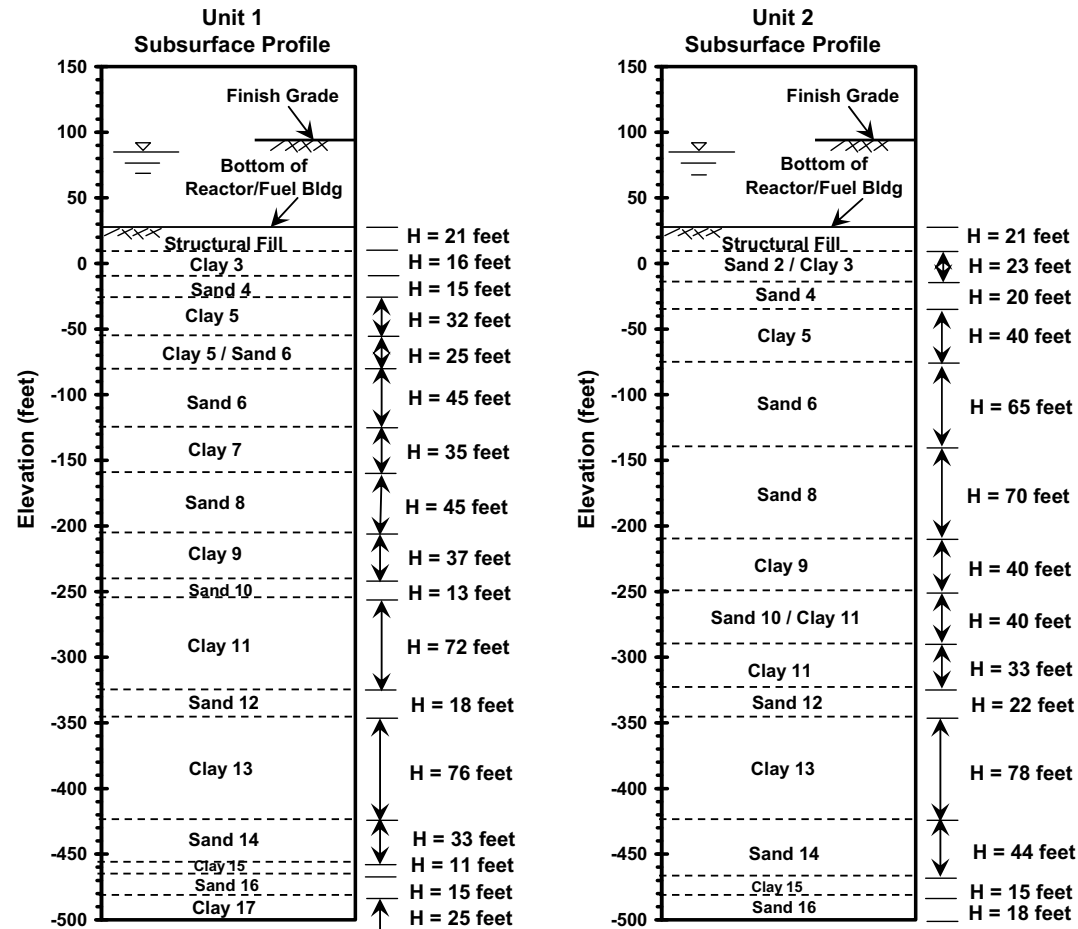 Unit 1
Subsurface Profile
Elevation (feet)
150
100
50
0
-50
-100
-150
-200
-250
-300
-350
-400
-450
-500
Finish Grade
Bottom of
Reactor/Fuel Bldg
Structural Fill
Clay 3
Sand 4
Clay 5
Clay 5 / Sand 6
Sand 6
Clay 7
Sand 8
Clay 9
Sand 10
Clay 11
Sand 12
Clay 13
Sand 14
Clay 15
Sand 16
Clay 17
H = 21 feet
H = 16 feet
H = 15 feet
H = 32 feet
H = 25 feet
H = 45 feet
H = 35 feet
H = 45 feet
H = 37 feet
H = 13 feet
H = 72 feet
H = 18 feet
H = 76 feet
H = 33 feet
H = 11 feet
H = 15 feet
H = 25 feet
Unit 2
Subsurface Profile
Elevation (feet)
150
100
50
0
-50
-100
-150
-200
-250
-300
-350
-400
-450
-500
Finish Grade
Bottom of
Reactor/Fuel Bldg
Structural Fill
Sand 2 / Clay 3
Sand 4
Clay 5
Sand 6
Sand 8
Clay 9
Sand 10 / Clay 11
Clay 11
Sand 12
Clay 13
Sand 14
Clay 15
Sand 16
H = 21 feet
H = 23 feet
H = 20 feet
H = 40 feet
H = 65 feet
H = 70 feet
H = 40 feet
H = 40 feet
H = 33 feet
H = 22 feet
H = 78 feet
H = 44 feet
H = 15 feet
H = 18 feet